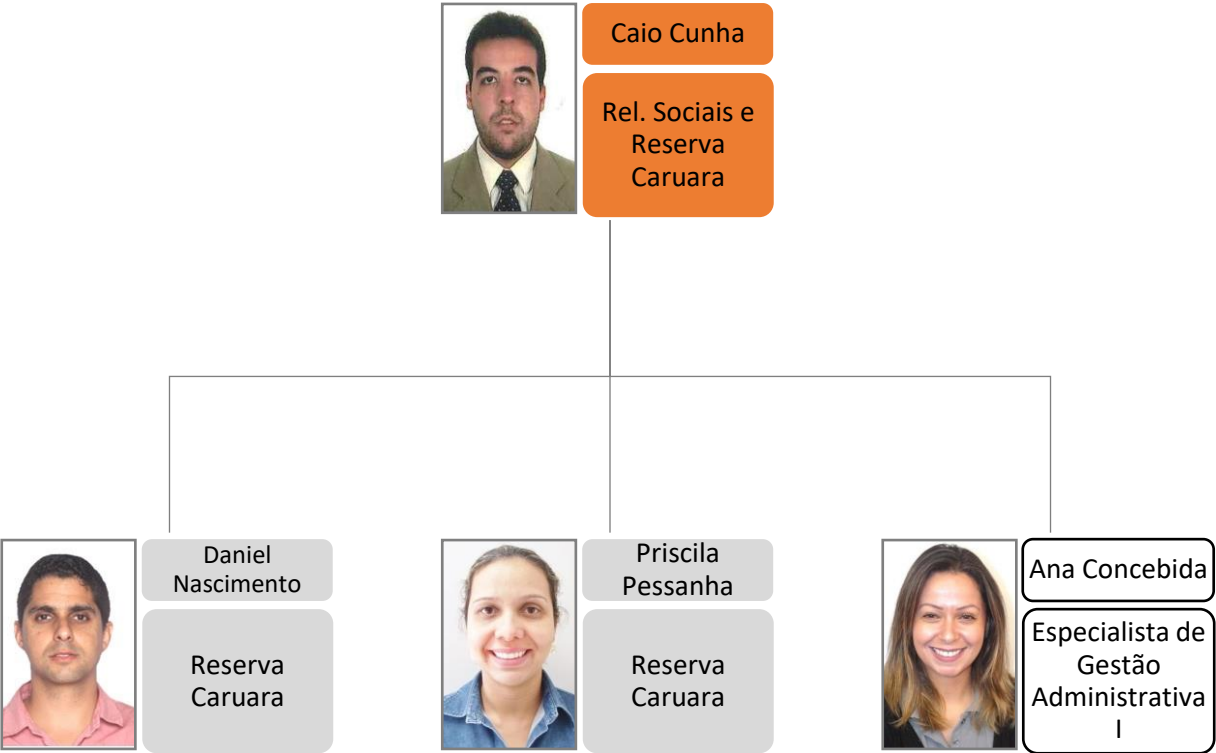 Caio Cunha
Rel. Sociais e
Reserva
Caruara
Daniel
Nascimento
Reserva
Caruara
Priscila
Pessanha
Reserva
Caruara
Ana Concebida
Especialista de
Gestão
Administrativa
I